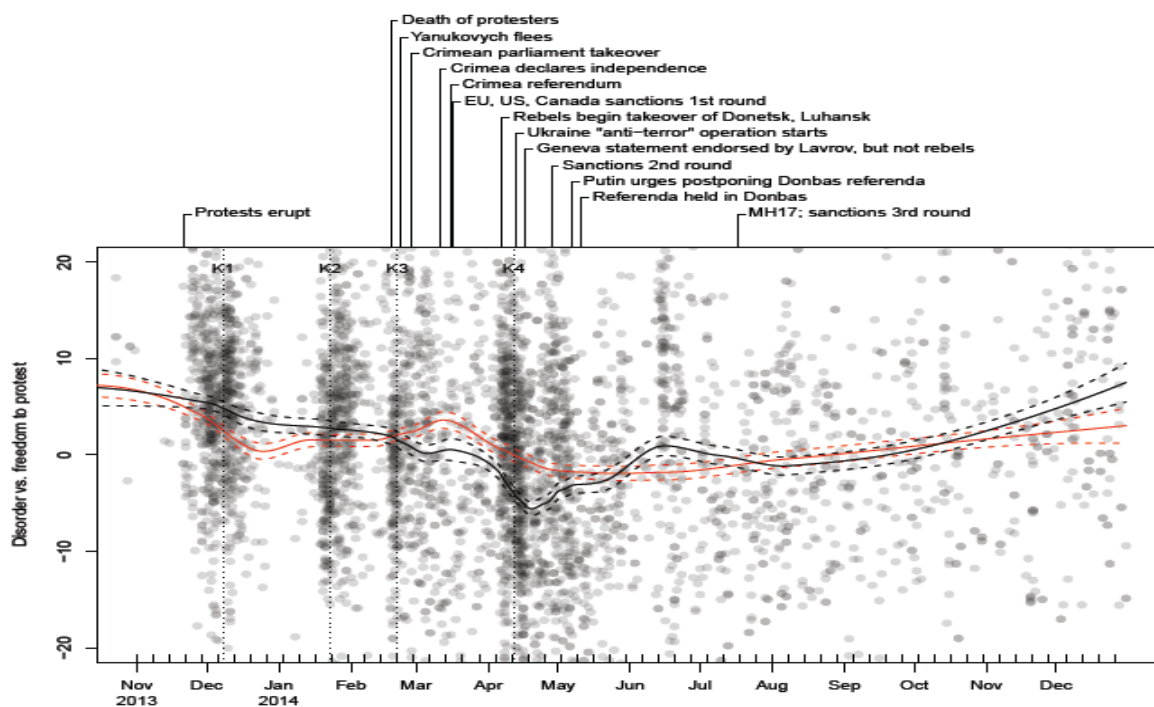 Death of protesters
Yanukovych flees
Crimean parliament takeover
Crimea declares independence
Crimea referendum
EU, US, Canada sanctions 1st round
Rebels begin takeover of Donetsk, Luhansk
Ukraine "anti−terror" operation starts
Geneva statement endorsed by Lavrov, but not rebels
Sanctions 2nd round
Putin urges postponing Donbas referenda
Referenda held in Donbas
Protests erupt
MH17; sanctions 3rd round
K1
K2
K3
K4
Disorder vs. freedom to protest
20
10
0
−10
−20
Nov Dec Jan Feb Mar Apr May Jun Jul Aug Sep Oct Nov Dec
2013 2014